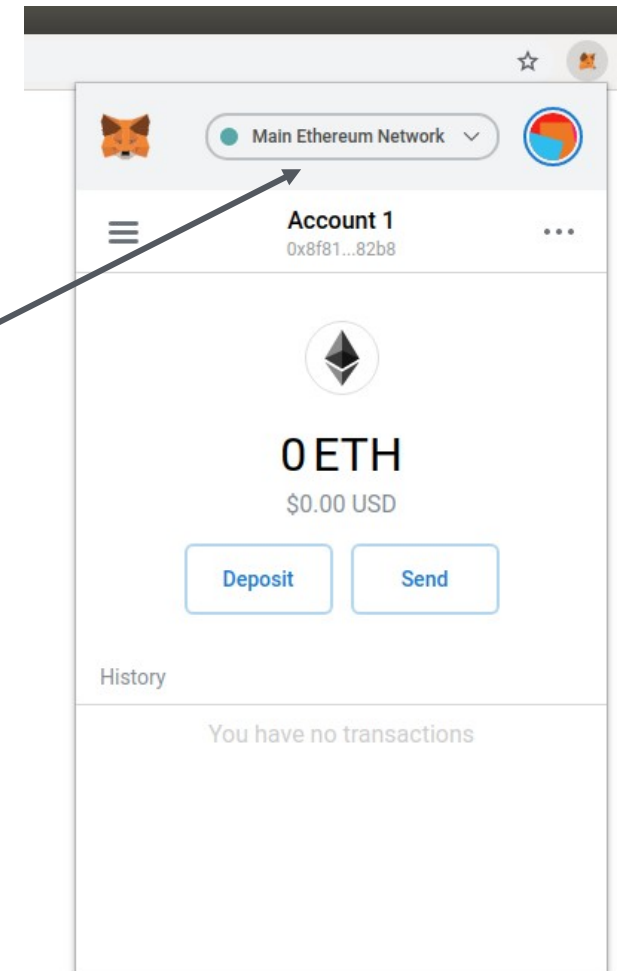 Main Ethereum Network
Account 1
0x8f81...82b8
0 ETH
$0.00 USD
Deposit Send
History
You have no transactions